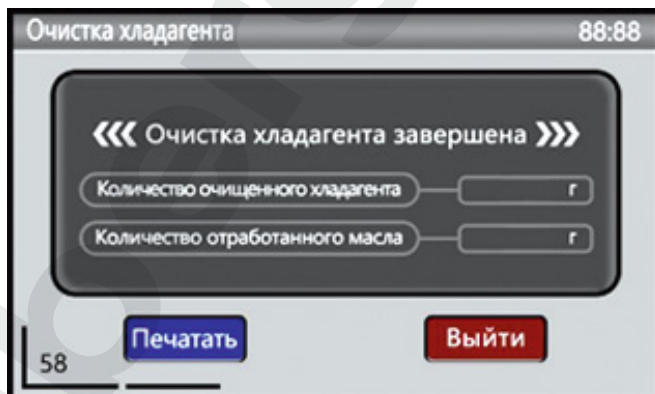 Очистка хладагента 88:88
««« Очистка хладагента завершена »»»
Количество очищенного хладагента г
Количество отработанного масла г
Печатать Выйти
58